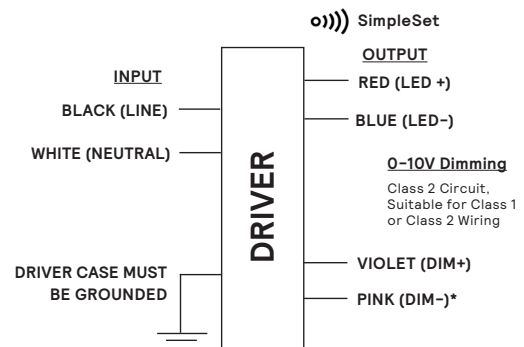 SimpleSet
INPUT
BLACK (LINE)
WHITE (NEUTRAL)
DRIVER CASE MUST
BE GROUNDED
DRIVER
OUTPUT
RED (LED +)
BLUE (LED–)
0–10V Dimming
Class 2 Circuit,
Suitable for Class 1
or Class 2 Wiring
VIOLET (DIM+)
PINK (DIM–)*